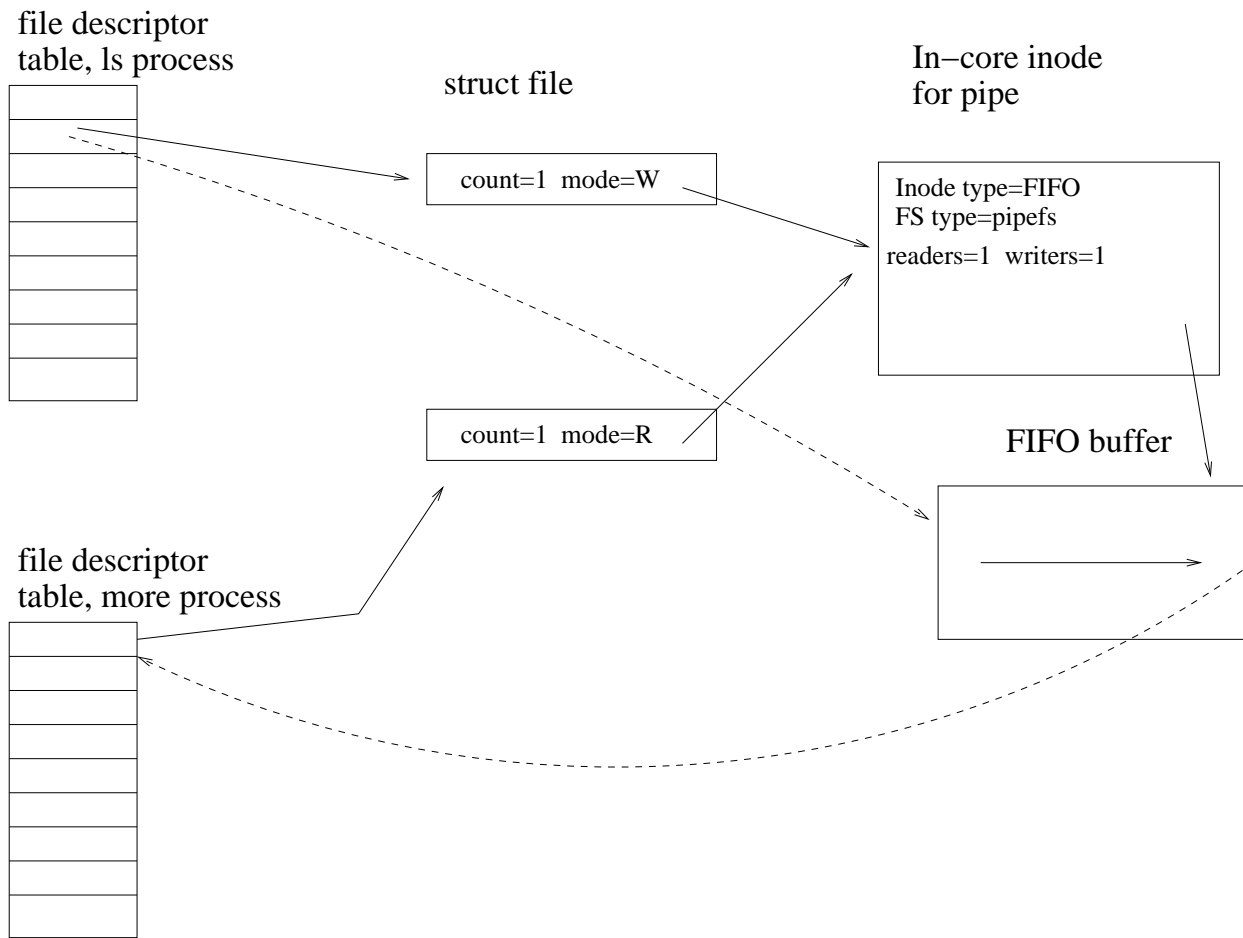 file descriptor
table, ls process
struct file
In−core inode
for pipe
count=1 mode=W
Inode type=FIFO
FS type=pipefs
readers=1 writers=1
count=1 mode=R
FIFO buffer
file descriptor
table, more process